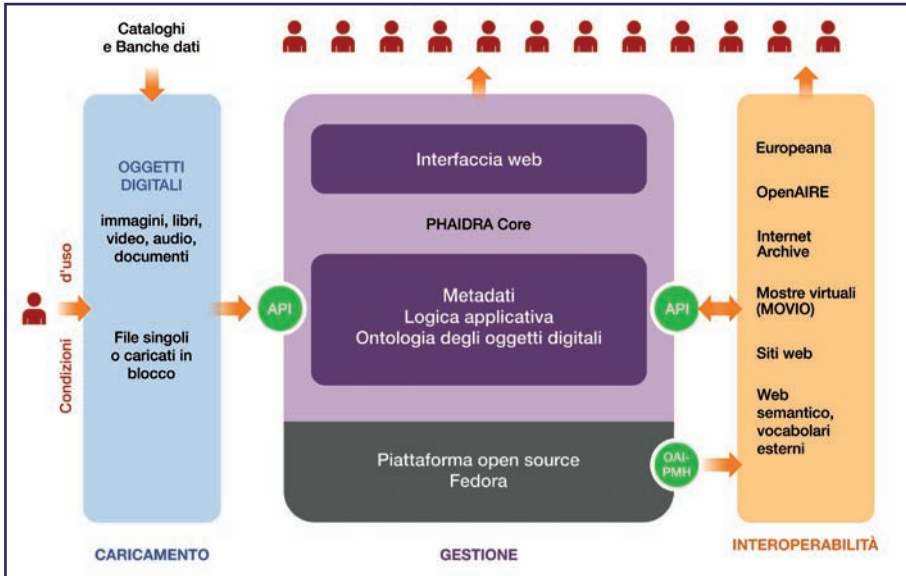 Cataloghi
e Banche dati
OGGETTI
DIGITALI
immagini, libri,
video, audio,
documenti
File singoli
o caricati in
blocco
Condizioni d'uso
CARICAMENTO
API
Interfaccia web
PHAIDRA Core
Metadati
Logica applicativa
Ontologia degli oggetti digitali
Piattaforma open source
Fedora
GESTIONE
API
OAI-
PMH
Europeana
OpenAIRE
Internet
Archive
Mostre virtuali
(MOVIO)
Siti web
Web
semantico,
vocabolari
esterni
INTEROPERABILITÀ